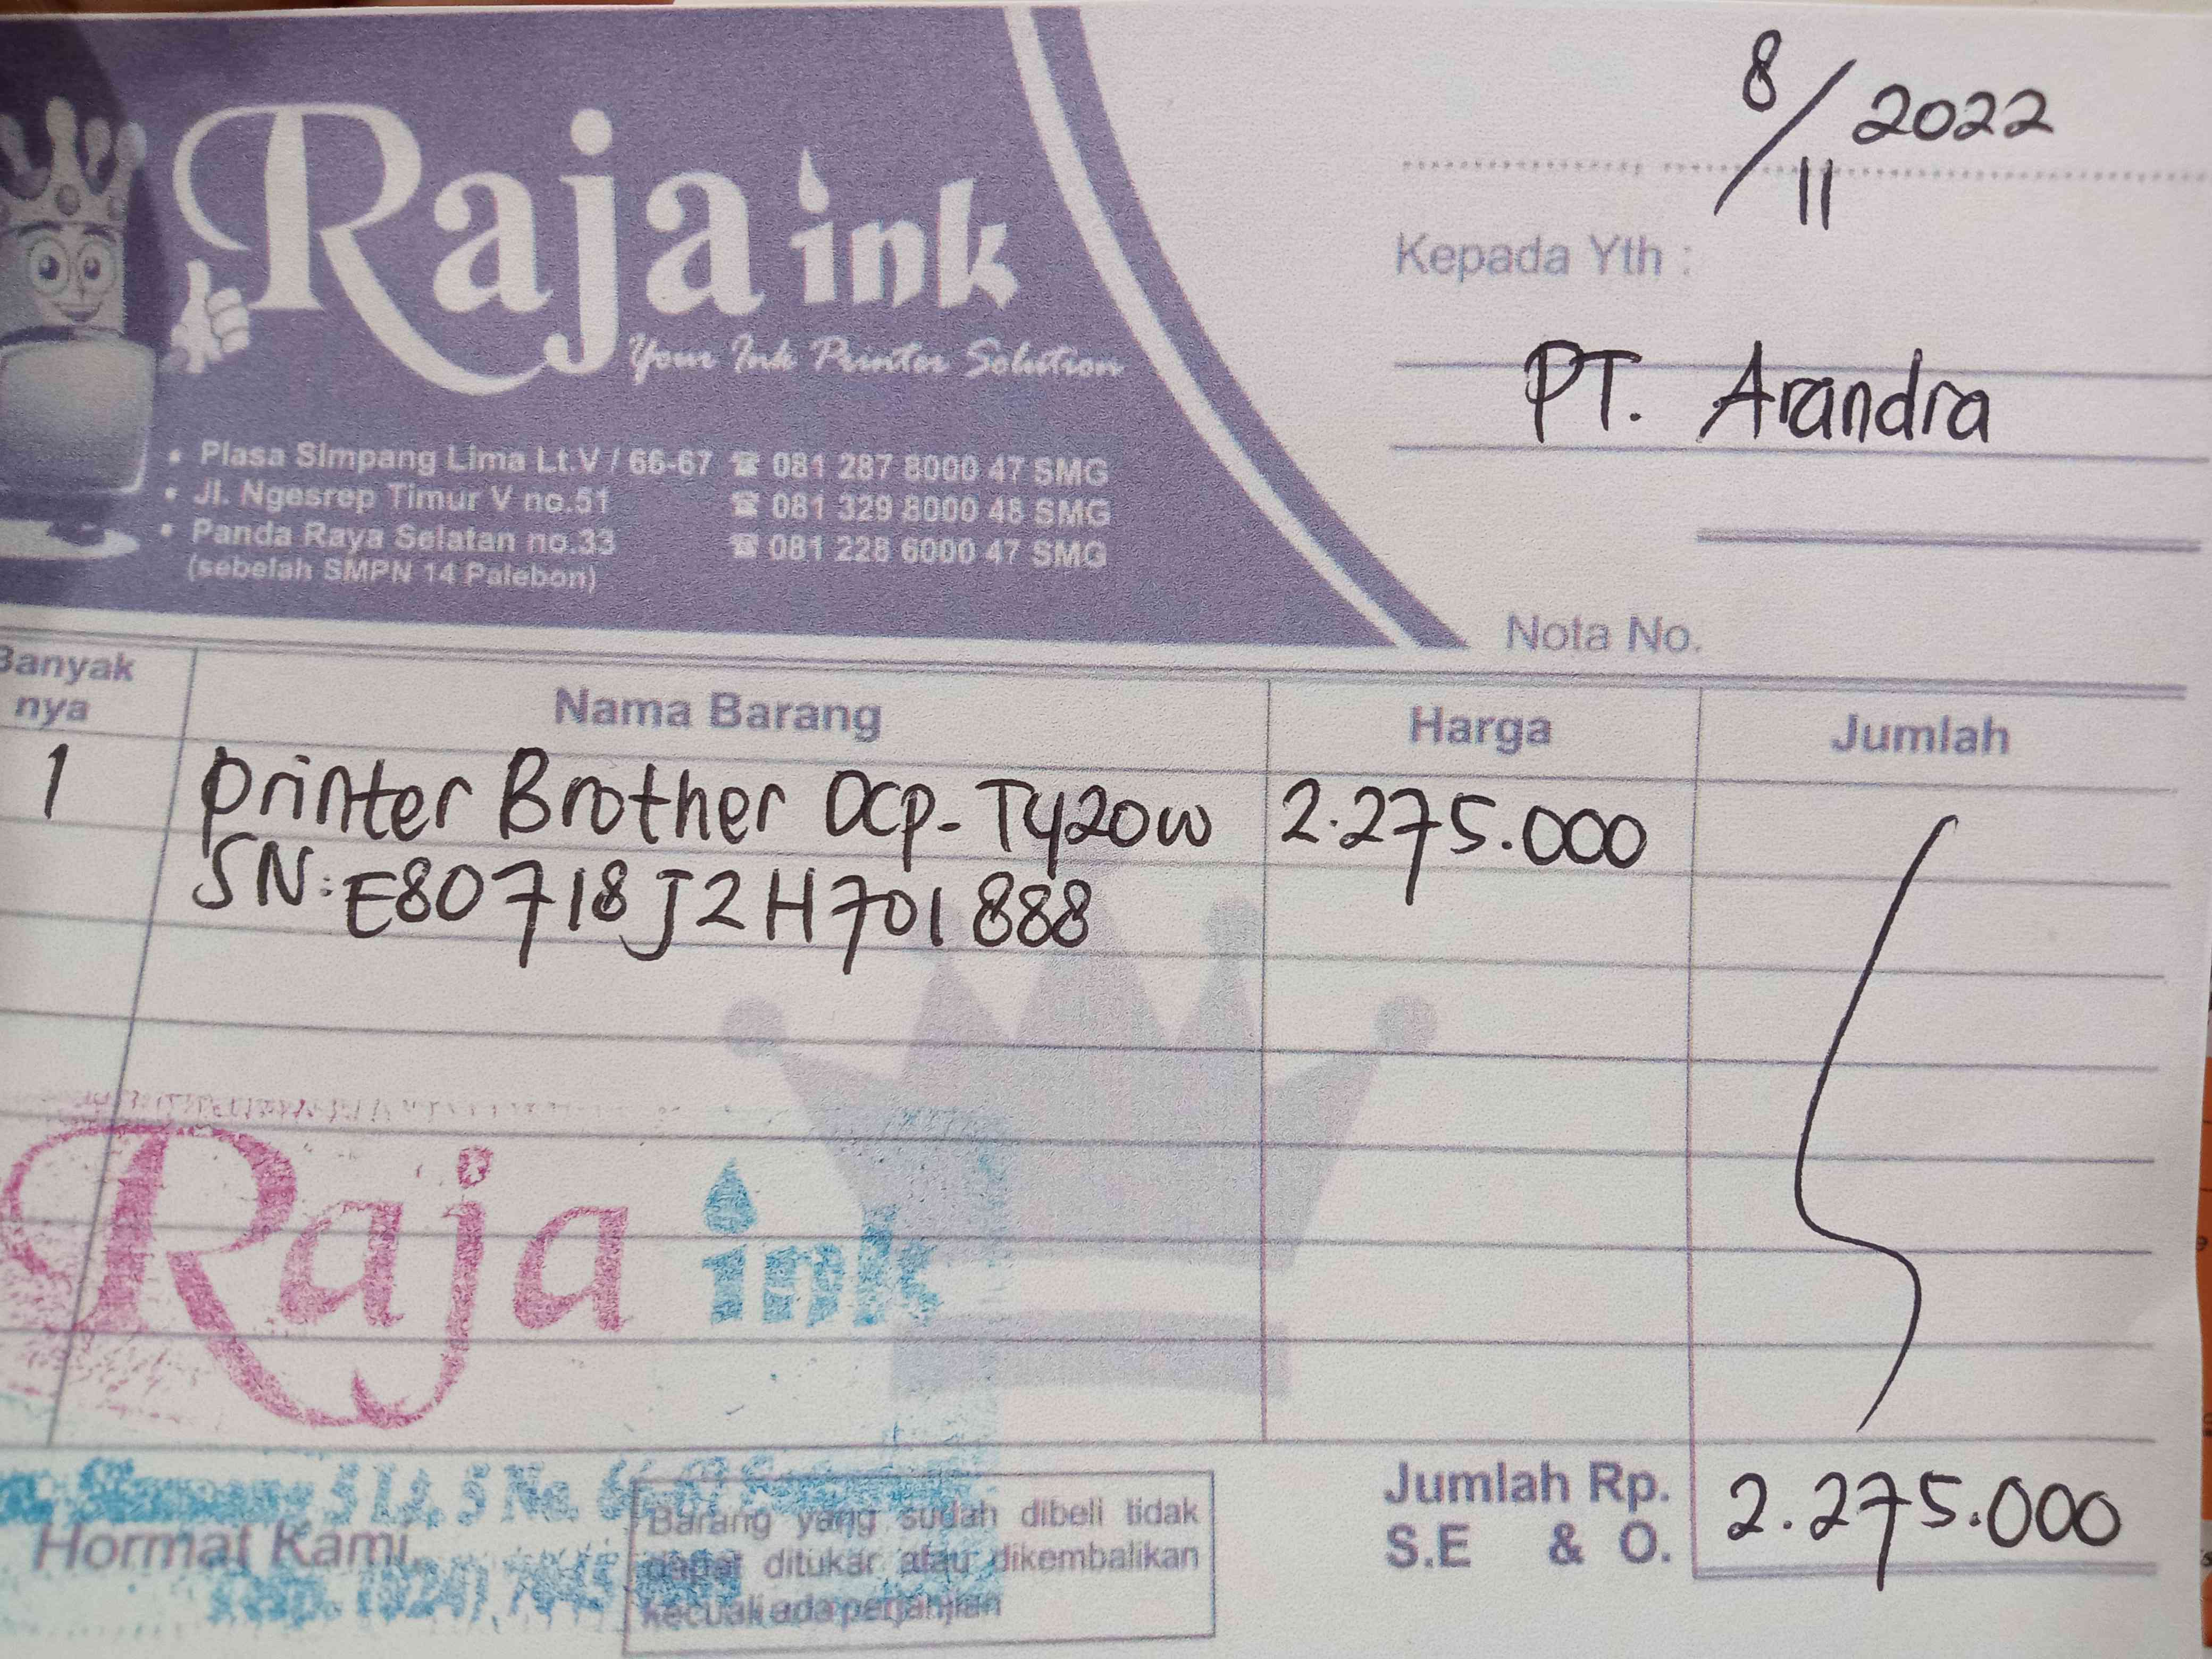 8/11 2022
Raja ink
Your Ink Printer Solution
Kepada Yth :
PT. Arandra
• Plasa Simpang Lima Lt.V / 66-67 ☎ 081 287 8000 47 SMG
• Jl. Ngesrep Timur V no.51 ☎ 081 329 8000 48 SMG
• Panda Raya Selatan no.33 ☎ 081 228 6000 47 SMG
(sebelah SMPN 14 Palebon)
Nota No.
Banyak
nya
Nama Barang
Harga
Jumlah
1 printer Brother Dcp-T420w 2.275.000
SN: E80718J2H701888
Raja ink
Hormat Kami,
Barang yang sudah dibeli tidak
dapat ditukar atau dikembalikan
kecuali ada perjanjian
Jumlah Rp. 2.275.000
S.E & O.